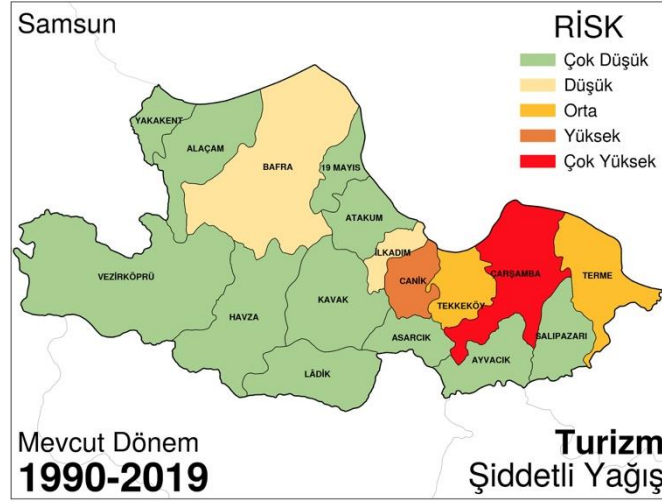 Samsun
RİSK
Çok Düşük
Düşük
Orta
Yüksek
Çok Yüksek
YAKAKENT
ALAÇAM
BAFRA
19 MAYIS
ATAKUM
İLKADIM
VEZİRKÖPRÜ
CANİK
ÇARŞAMBA
TERME
TEKKEKÖY
KAVAK
HAVZA
ASARCIK
SALIPAZARI
AYVACIK
LÂDİK
Mevcut Dönem
1990-2019
Turizm
Şiddetli Yağış